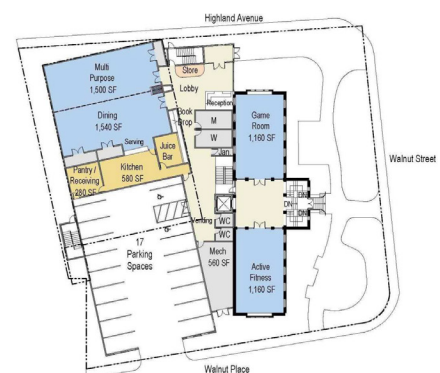 Highland Avenue
Multi
Purpose
1,500 SF
Store
Lobby
Reception
Dining
1,540 SF
Book
Drop
M
Game
Room
1,160 SF
Serving
Juice
Bar
W
Jan
Kitchen
580 SF
Pantry /
Receiving
280 SF
Walnut Street
DN
DN
DN
Vending
WC
WC
17
Parking
Spaces
Mech
560 SF
Active
Fitness
1,160 SF
Walnut Place